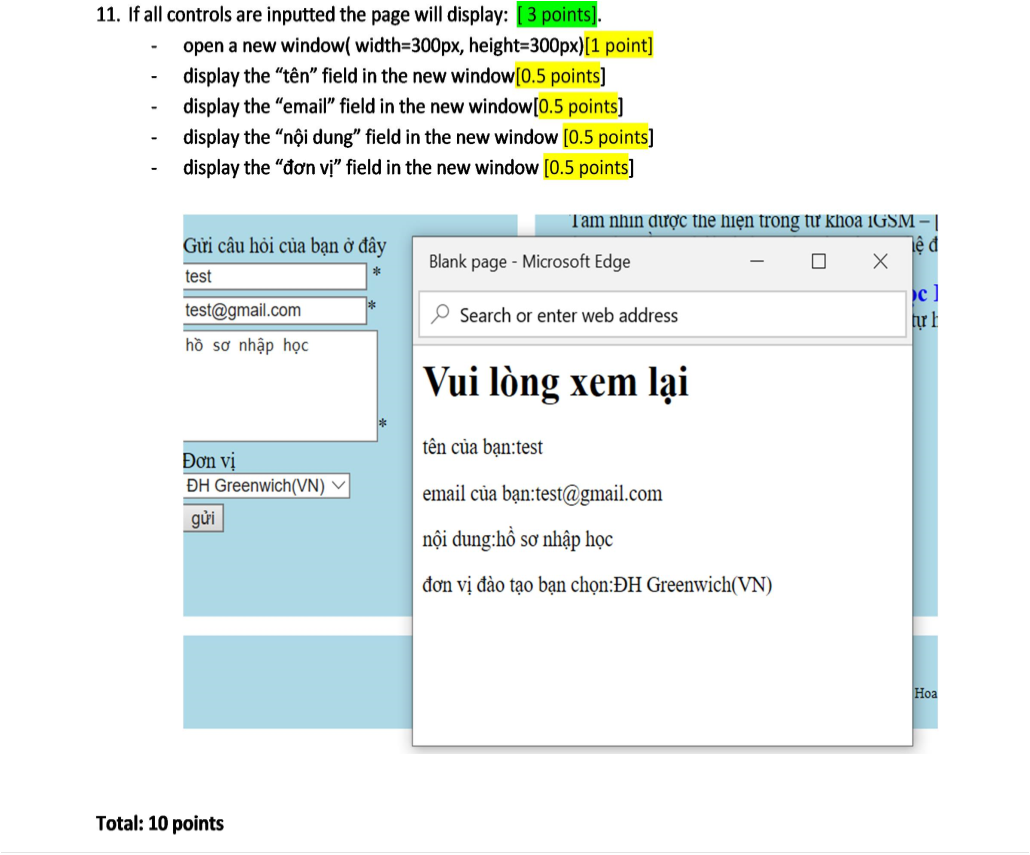 11. If all controls are inputted the page will display: [ 3 points].
- open a new window( width=300px, height=300px)[1 point]
- display the “tên” field in the new window[0.5 points]
- display the “email” field in the new window[0.5 points]
- display the “nội dung” field in the new window [0.5 points]
- display the “đơn vị” field in the new window [0.5 points]
Tầm nhìn được thể hiện trong từ khóa iGSM –
Gửi câu hỏi của bạn ở đây
test *
test@gmail.com *
hồ sơ nhập học
*
Đơn vị
ĐH Greenwich(VN)
gửi
Blank page - Microsoft Edge
Search or enter web address
Vui lòng xem lại
tên của bạn:test
email của bạn:test@gmail.com
nội dung:hồ sơ nhập học
đơn vị đào tạo bạn chọn:ĐH Greenwich(VN)
Hoa
Total: 10 points